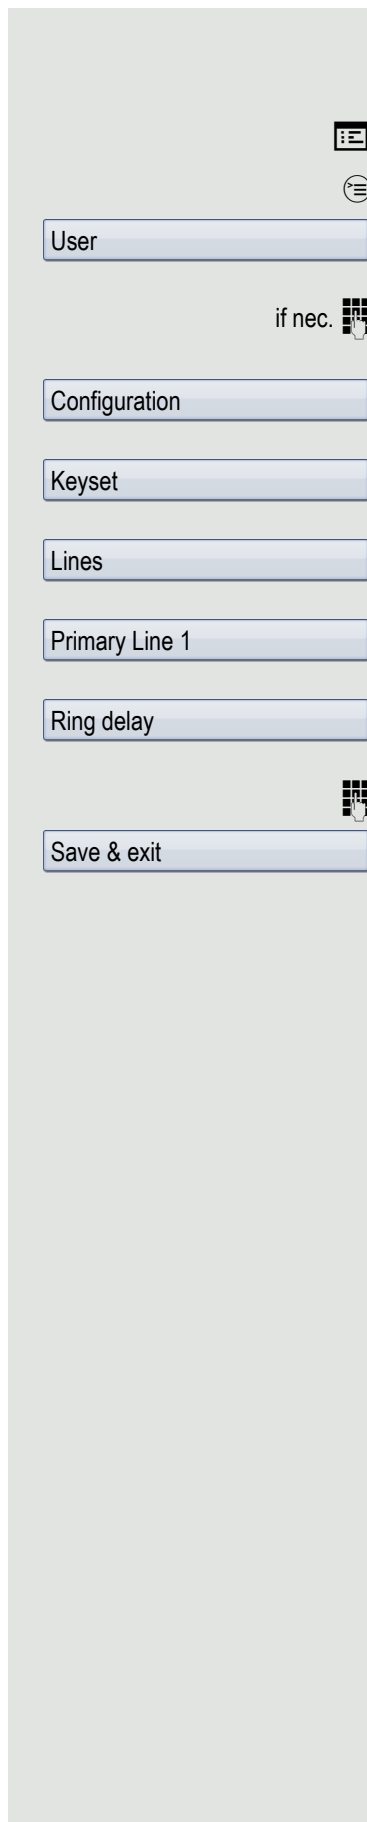 User
if nec.
Configuration
Keyset
Lines
Primary Line 1
Ring delay
Save & exit